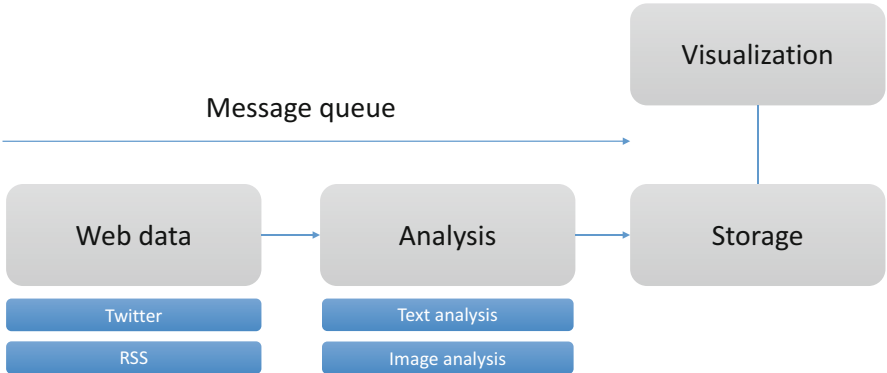 Visualization
Message queue
Web data
Analysis
Storage
Twitter
Text analysis
RSS
Image analysis